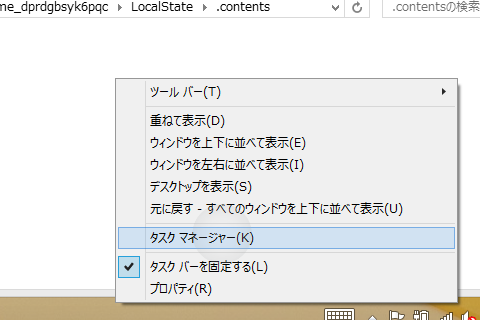 me_dprdgbsyk6pqc ▸ LocalState ▸ .contents
.contentsの検索
ツール バー(T)
重ねて表示(D)
ウィンドウを上下に並べて表示(E)
ウィンドウを左右に並べて表示(I)
デスクトップを表示(S)
元に戻す - すべてのウィンドウを上下に並べて表示(U)
タスク マネージャー(K)
タスク バーを固定する(L)
プロパティ(R)